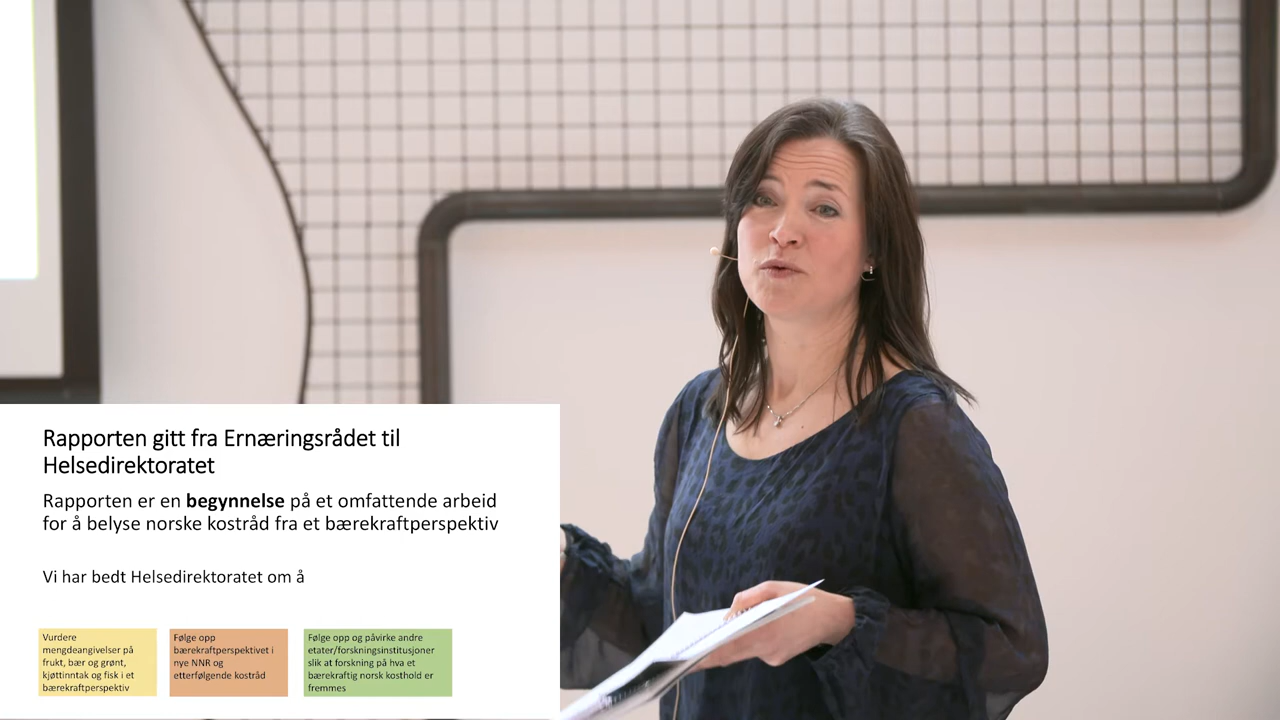 Rapporten gitt fra Ernæringsrådet til
Helsedirektoratet
Rapporten er en begynnelse på et omfattende arbeid
for å belyse norske kostråd fra et bærekraftperspektiv
Vi har bedt Helsedirektoratet om å
Vurdere
mengdeangivelser på
frukt, bær og grønt,
kjøttinntak og fisk i et
bærekraftperspektiv
Følge opp
bærekraftperspektivet i
nye NNR og
etterfølgende kostråd
Følge opp og påvirke andre
etater/forskningsinstitusjoner
slik at forskning på hva et
bærekraftig norsk kosthold er
fremmes